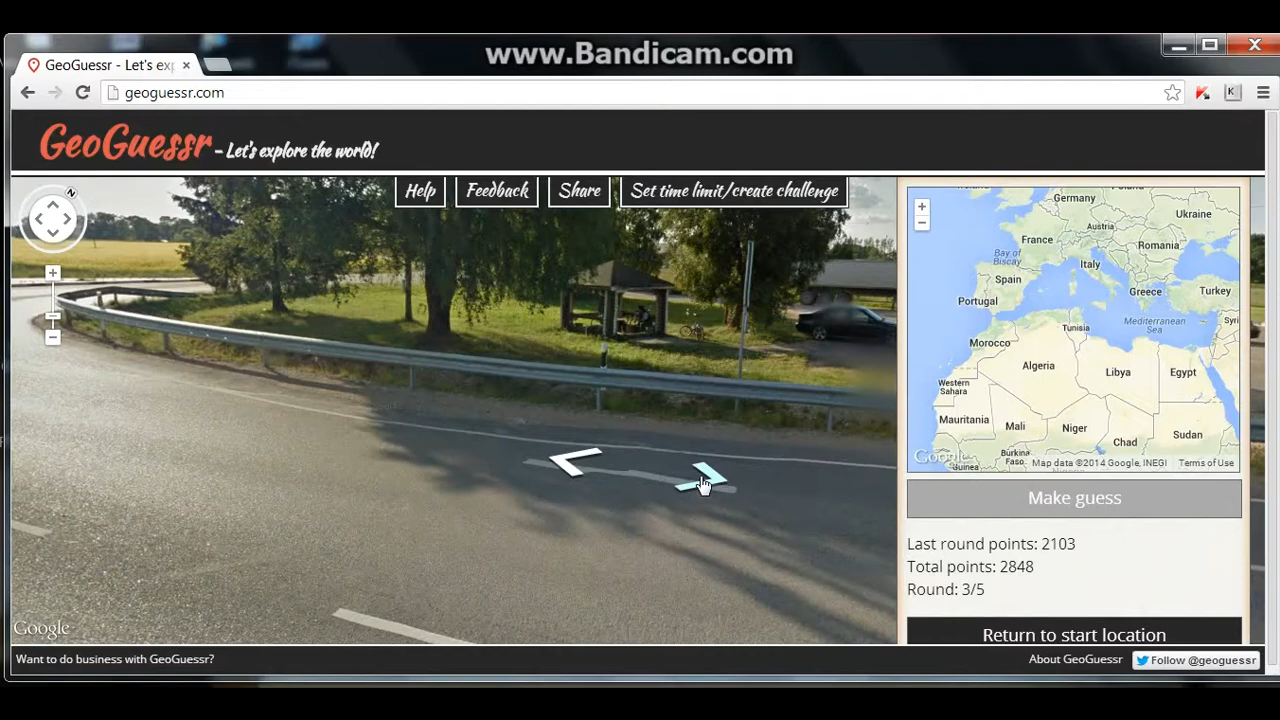 www.Bandicam.com
GeoGuessr - Let's exp
geoguessr.com
K
GeoGuessr - Let's explore the world!
Help
Feedback
Share
Set time limit/create challenge
N
Germany
Ukraine
Austria
France
Romania
Bay of
Biscay
Italy
Spain
Portugal
Greece
Turkey
Tunisia
Mediterranean
Sea
Syri
Morocco
Algeria
Libya
Egypt
Western
Sahara
Mauritania
Mali
Niger
Chad
Sudan
Burkina
Faso
Guinea
Google
Map data ©2014 Google, INEGI
Terms of Use
Make guess
Last round points: 2103
Total points: 2848
Round: 3/5
Return to start location
Google
Want to do business with GeoGuessr?
About GeoGuessr
Follow @geoguessr